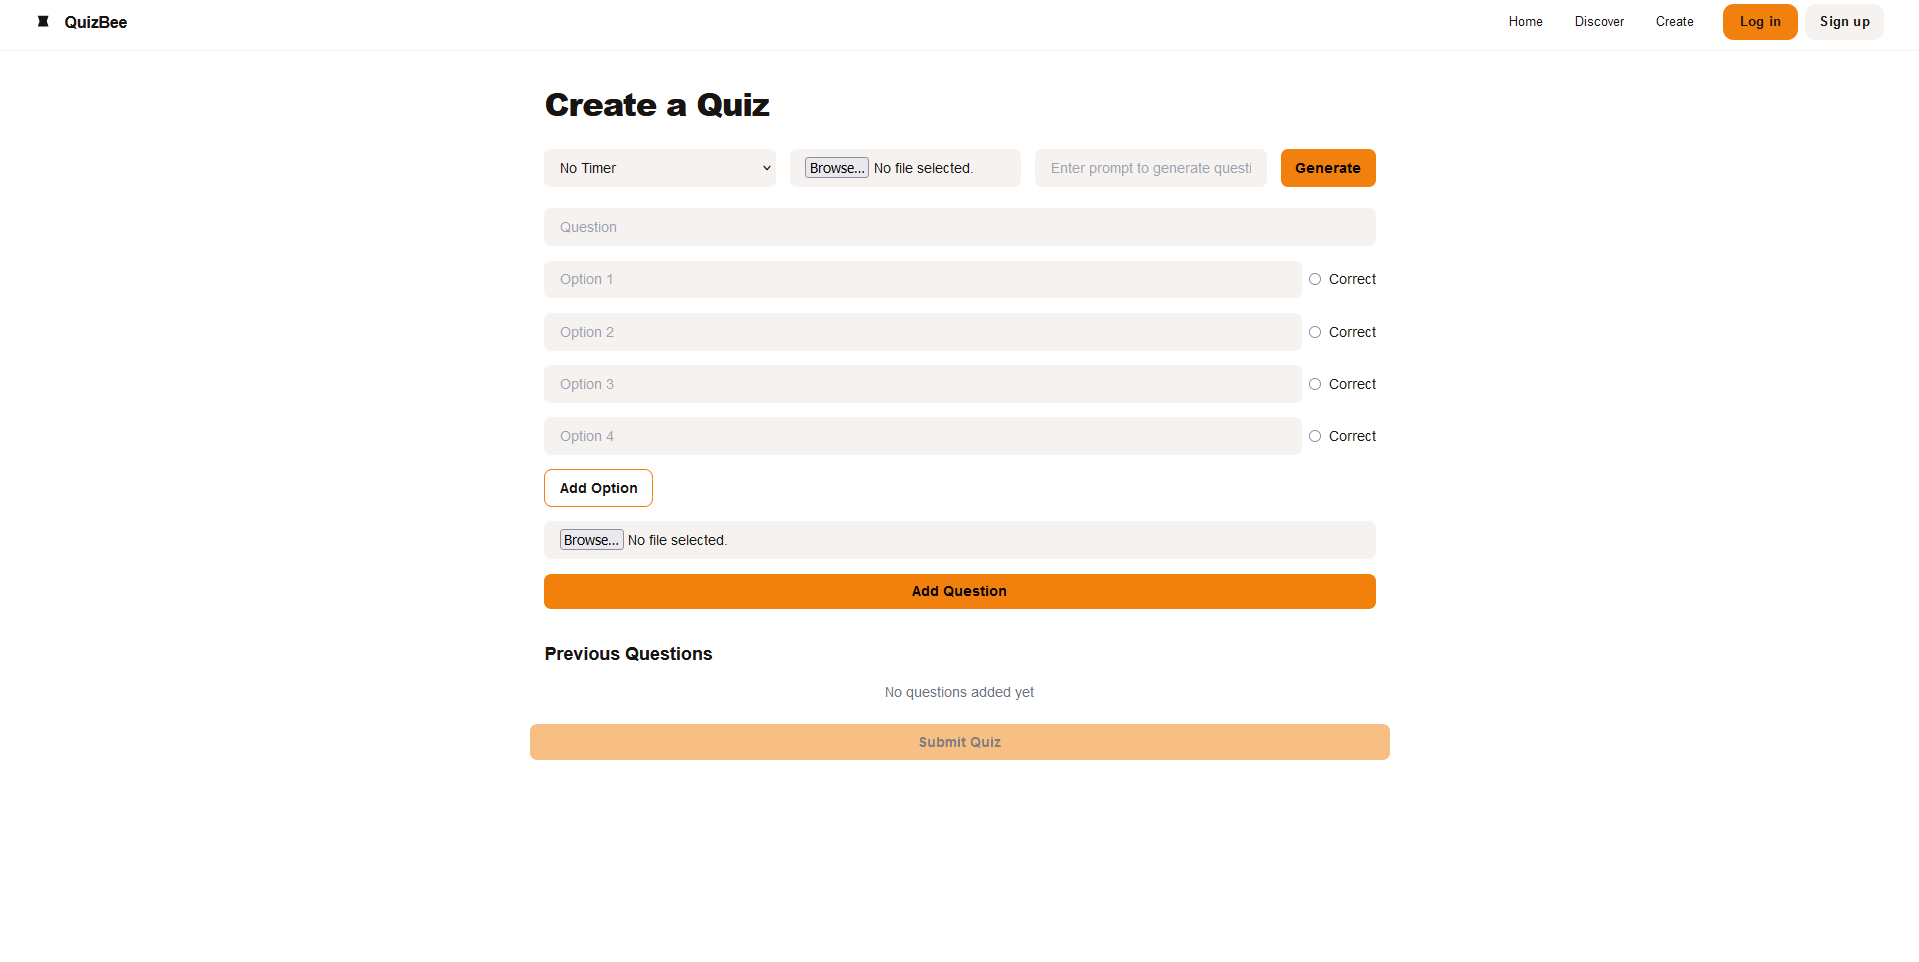 QuizBee
Home
Discover
Create
Log in
Sign up
Create a Quiz
No Timer
Browse... No file selected.
Enter prompt to generate questi
Generate
Question
Option 1
Correct
Option 2
Correct
Option 3
Correct
Option 4
Correct
Add Option
Browse... No file selected.
Add Question
Previous Questions
No questions added yet
Submit Quiz